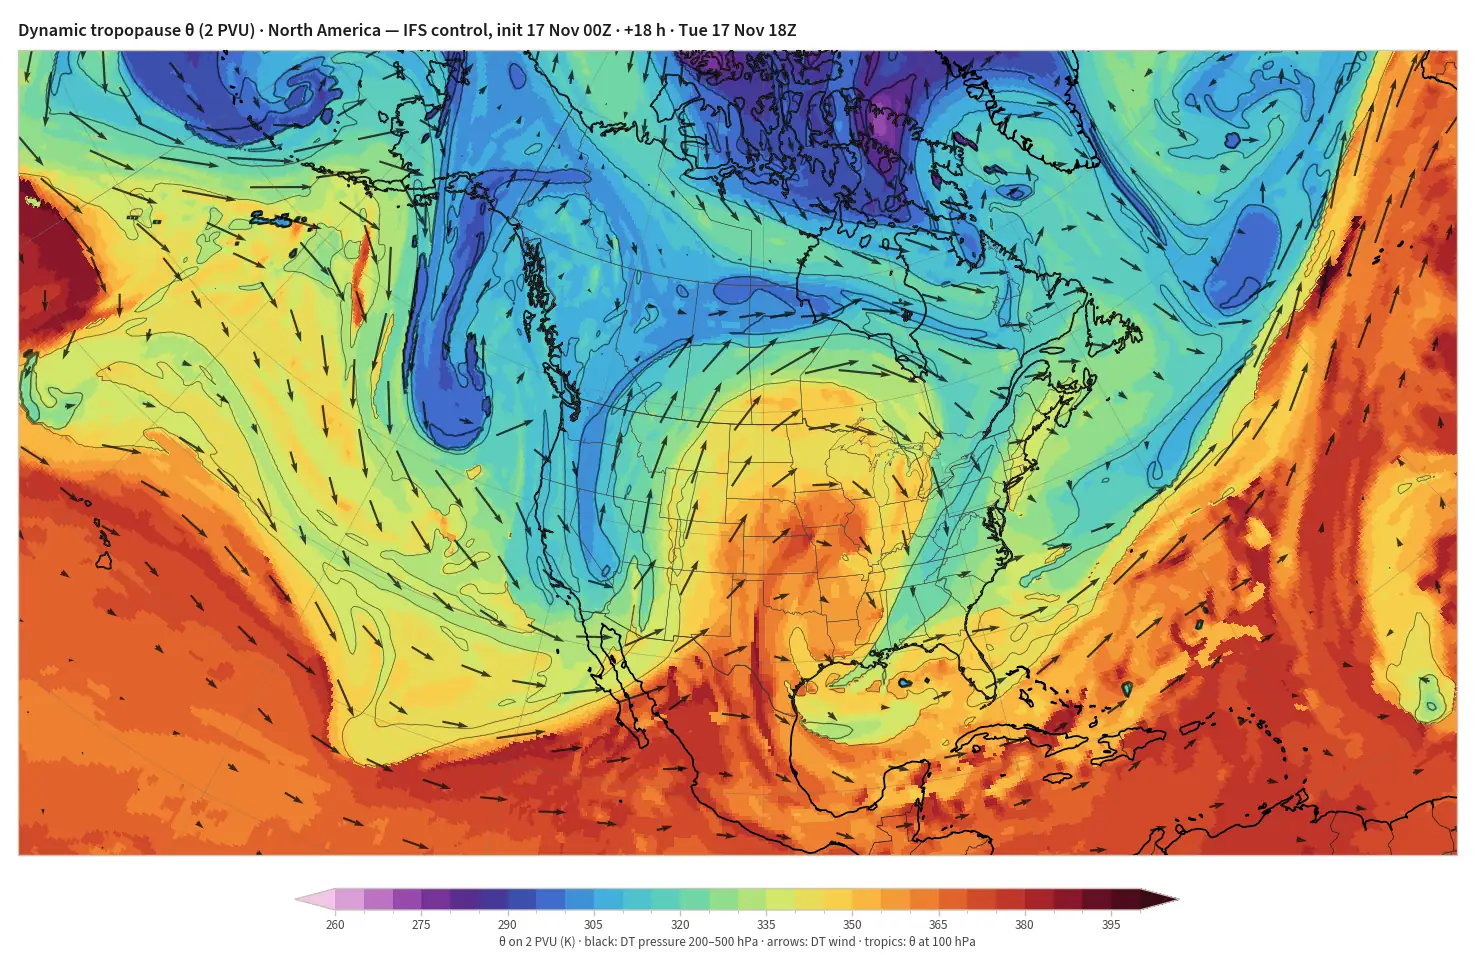 Dynamic tropopause θ (2 PVU) · North America — IFS control, init 17 Nov 00Z · +18 h · Tue 17 Nov 18Z
260 275 290 305 320 335 350 365 380 395
θ on 2 PVU (K) · black: DT pressure 200–500 hPa · arrows: DT wind · tropics: θ at 100 hPa